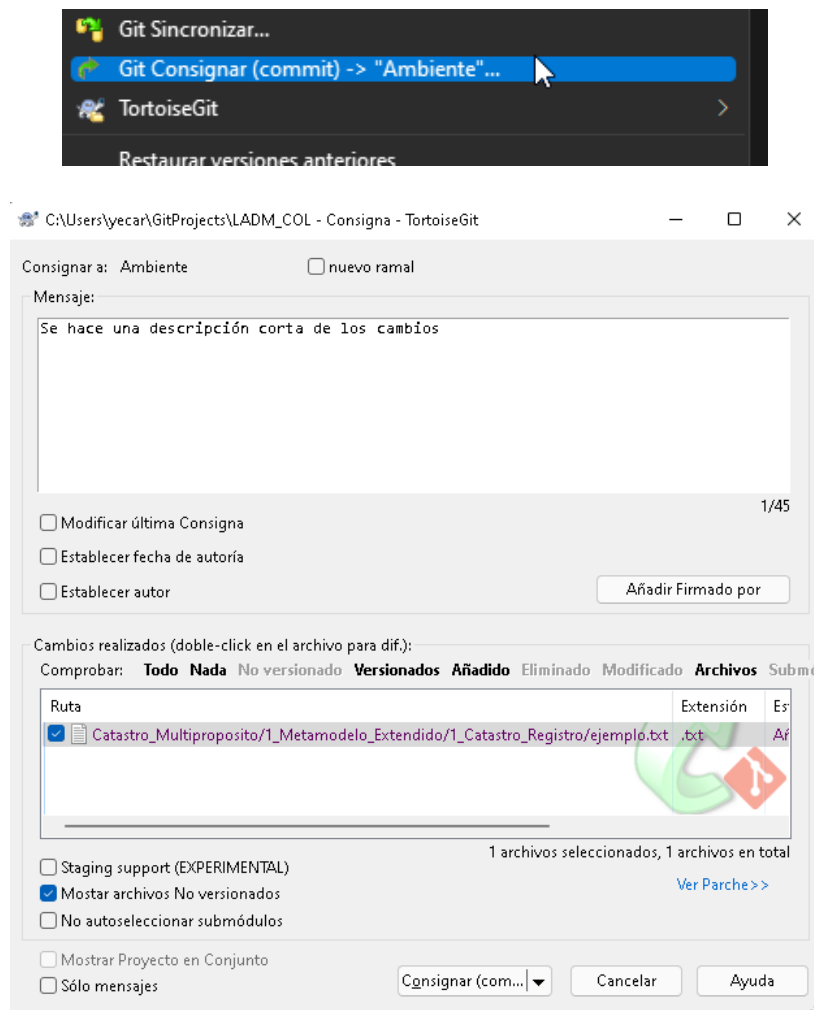 Git Sincronizar...
Git Consignar (commit) -> "Ambiente"...
TortoiseGit
Restaurar versiones anteriores
C:\Users\yecar\GitProjects\LADM_COL - Consigna - TortoiseGit
Consignar a: Ambiente nuevo ramal
Mensaje:
Se hace una descripción corta de los cambios
1/45
Modificar última Consigna
Establecer fecha de autoría
Establecer autor Añadir Firmado por
Cambios realizados (doble-click en el archivo para dif.):
Comprobar: Todo Nada No versionado Versionados Añadido Eliminado Modificado Archivos Subm
Ruta Extensión Es
Catastro_Multiproposito/1_Metamodelo_Extendido/1_Catastro_Registro/ejemplo.txt .txt Añ
1 archivos seleccionados, 1 archivos en total
Staging support (EXPERIMENTAL)
Ver Parche>>
Mostar archivos No versionados
No autoseleccionar submódulos
Mostrar Proyecto en Conjunto
Sólo mensajes
Consignar (com... Cancelar Ayuda